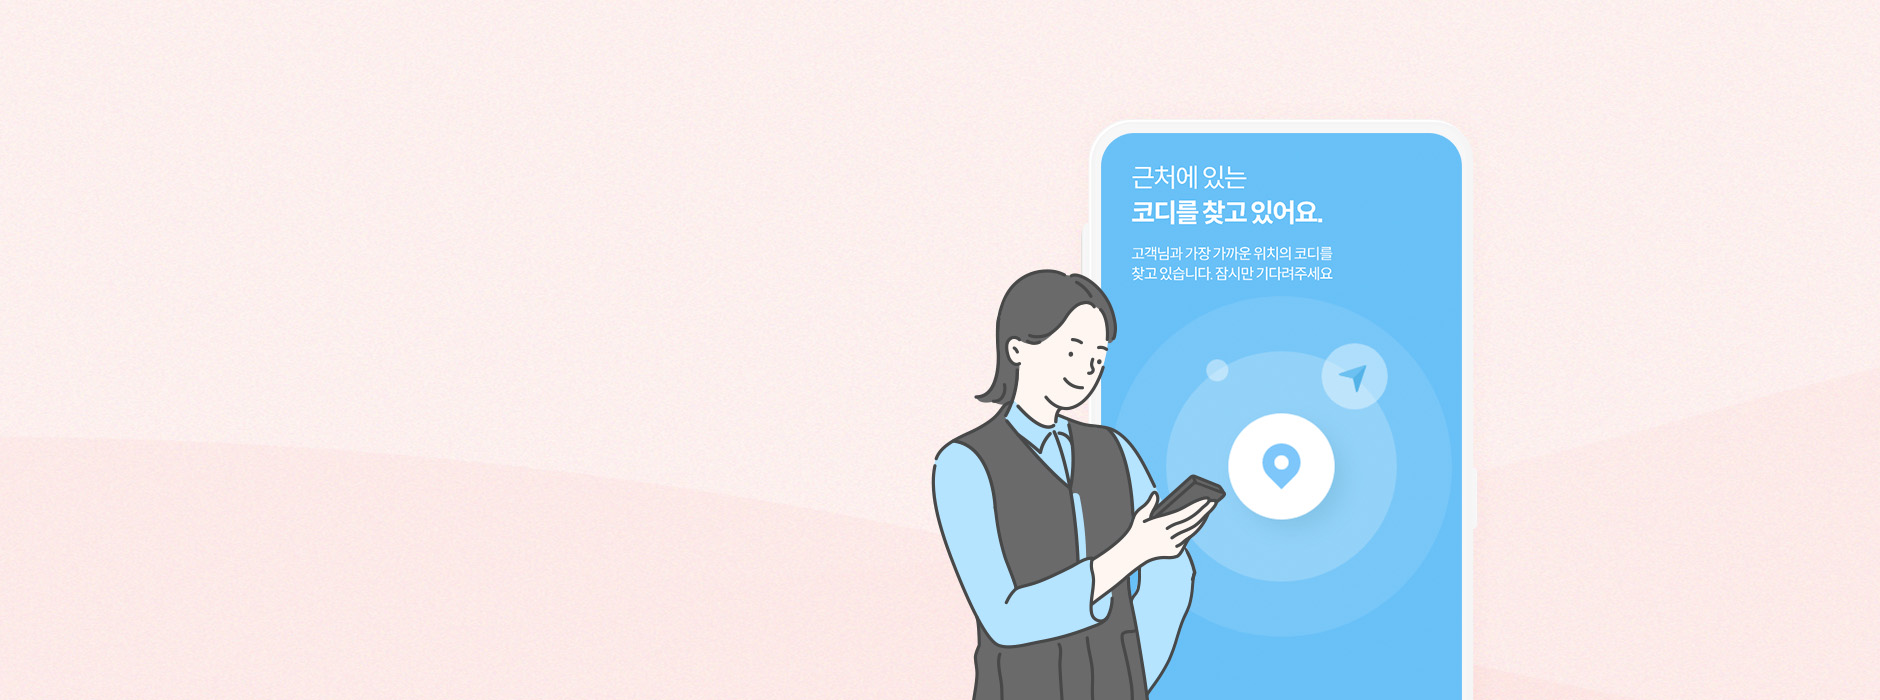 근처에 있는
코디를 찾고 있어요.
고객님과 가장 가까운 위치의 코디를
찾고 있습니다. 잠시만 기다려주세요